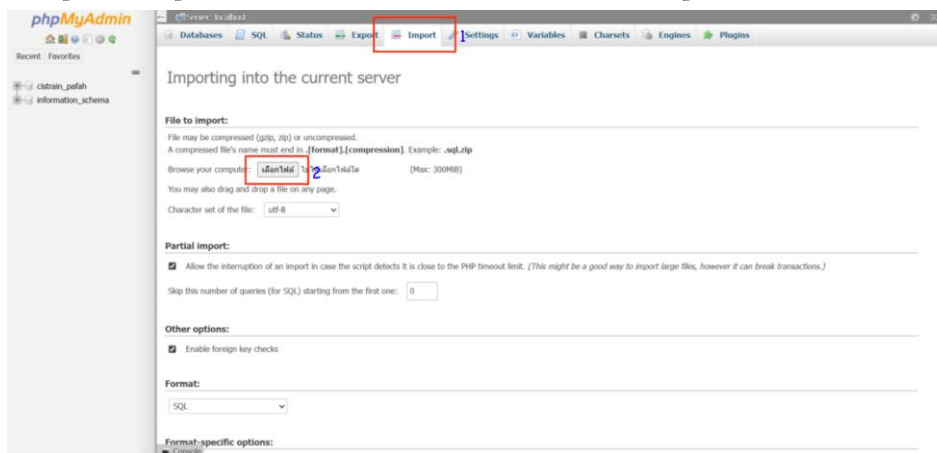 phpMyAdmin
Server: localhost
Databases SQL Status Export Import 1 Settings Variables Charsets Engines Plugins
Recent Favorites
cistrain_pafah
information_schema
Importing into the current server
File to import:
File may be compressed (gzip, zip) or uncompressed.
A compressed file's name must end in .[format].[compression]. Example: .sql.zip
Browse your computer: เลือกไฟล์ 2 (Max: 300MiB)
You may also drag and drop a file on any page.
Character set of the file: utf-8
Partial import:
Allow the interruption of an import in case the script detects it is close to the PHP timeout limit. (This might be a good way to import large files, however it can break transactions.)
Skip this number of queries (for SQL) starting from the first one: 0
Other options:
Enable foreign key checks
Format:
SQL
Format-specific options:
Console